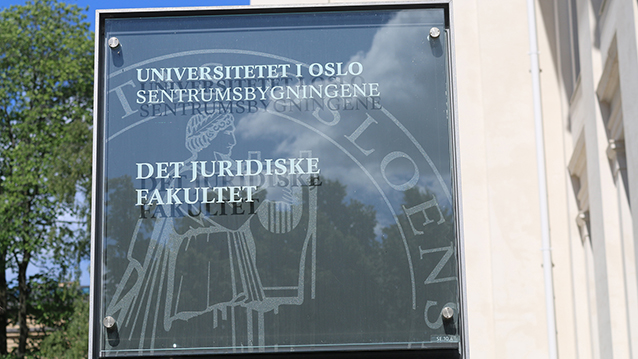 UNIVERSITETET I OSLO
SENTRUMSBYGNINGENE
DET JURIDISKE
FAKULTET